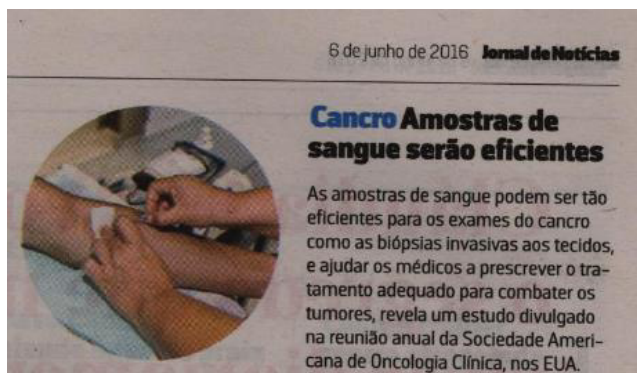 6 de junho de 2016 Jornal de Notícias
Cancro Amostras de
sangue serão eficientes
As amostras de sangue podem ser tão
eficientes para os exames do cancro
como as biópsias invasivas aos tecidos,
e ajudar os médicos a prescrever o tra-
tamento adequado para combater os
tumores, revela um estudo divulgado
na reunião anual da Sociedade Ameri-
cana de Oncologia Clínica, nos EUA.